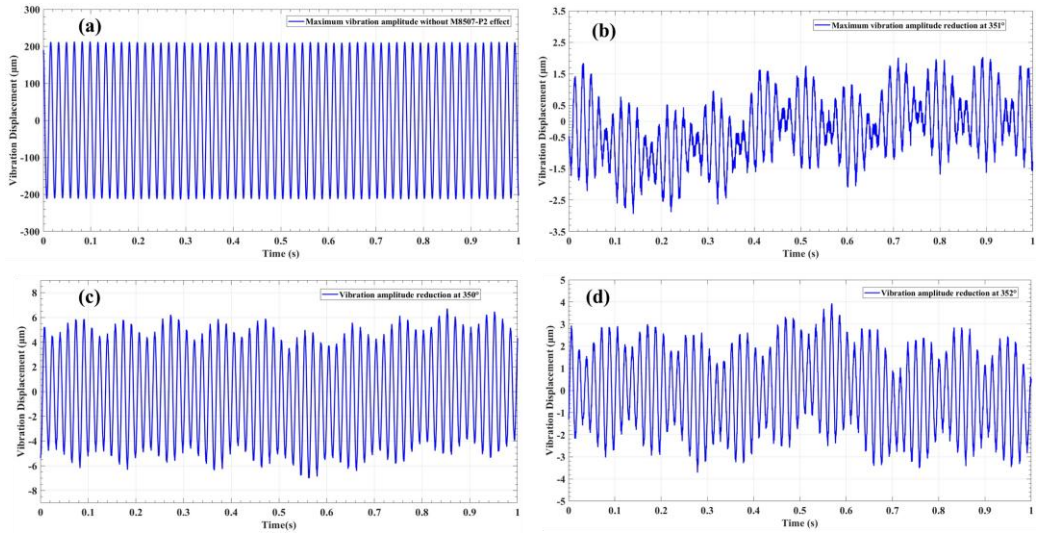 (a)
Maximum vibration amplitude without M8507-P2 effect
Vibration Displacement (µm)
300
200
100
0
-100
-200
-300
0 0.1 0.2 0.3 0.4 0.5 0.6 0.7 0.8 0.9 1
Time (s)
(b)
Maximum vibration amplitude reduction at 351°
Vibration Displacement (µm)
3.5
2.5
1.5
0.5
0
-0.5
-1.5
-2.5
-3.5
0 0.1 0.2 0.3 0.4 0.5 0.6 0.7 0.8 0.9 1
Time (s)
(c)
Vibration amplitude reduction at 350°
Vibration Displacement (µm)
8
6
4
2
0
-2
-4
-6
-8
0 0.1 0.2 0.3 0.4 0.5 0.6 0.7 0.8 0.9 1
Time(s)
(d)
Vibration amplitude reduction at 352°
Vibration Displacement (µm)
5
4
3
2
1
0
-1
-2
-3
-4
-5
0 0.1 0.2 0.3 0.4 0.5 0.6 0.7 0.8 0.9 1
Time (s)